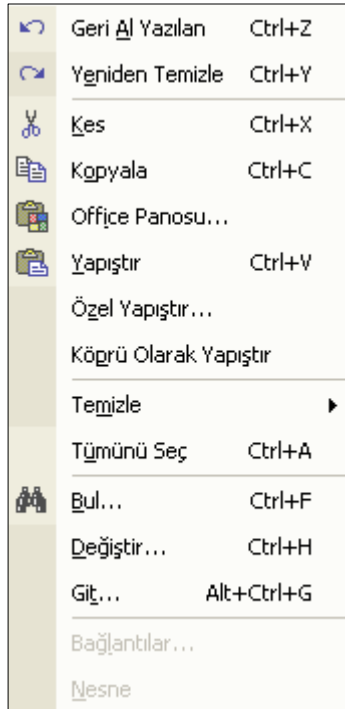 Geri Al Yazılan Ctrl+Z
Yeniden Temizle Ctrl+Y
Kes Ctrl+X
Kopyala Ctrl+C
Office Panosu...
Yapıştır Ctrl+V
Özel Yapıştır...
Köprü Olarak Yapıştır
Temizle
Tümünü Seç Ctrl+A
Bul... Ctrl+F
Değiştir... Ctrl+H
Git... Alt+Ctrl+G
Bağlantılar...
Nesne